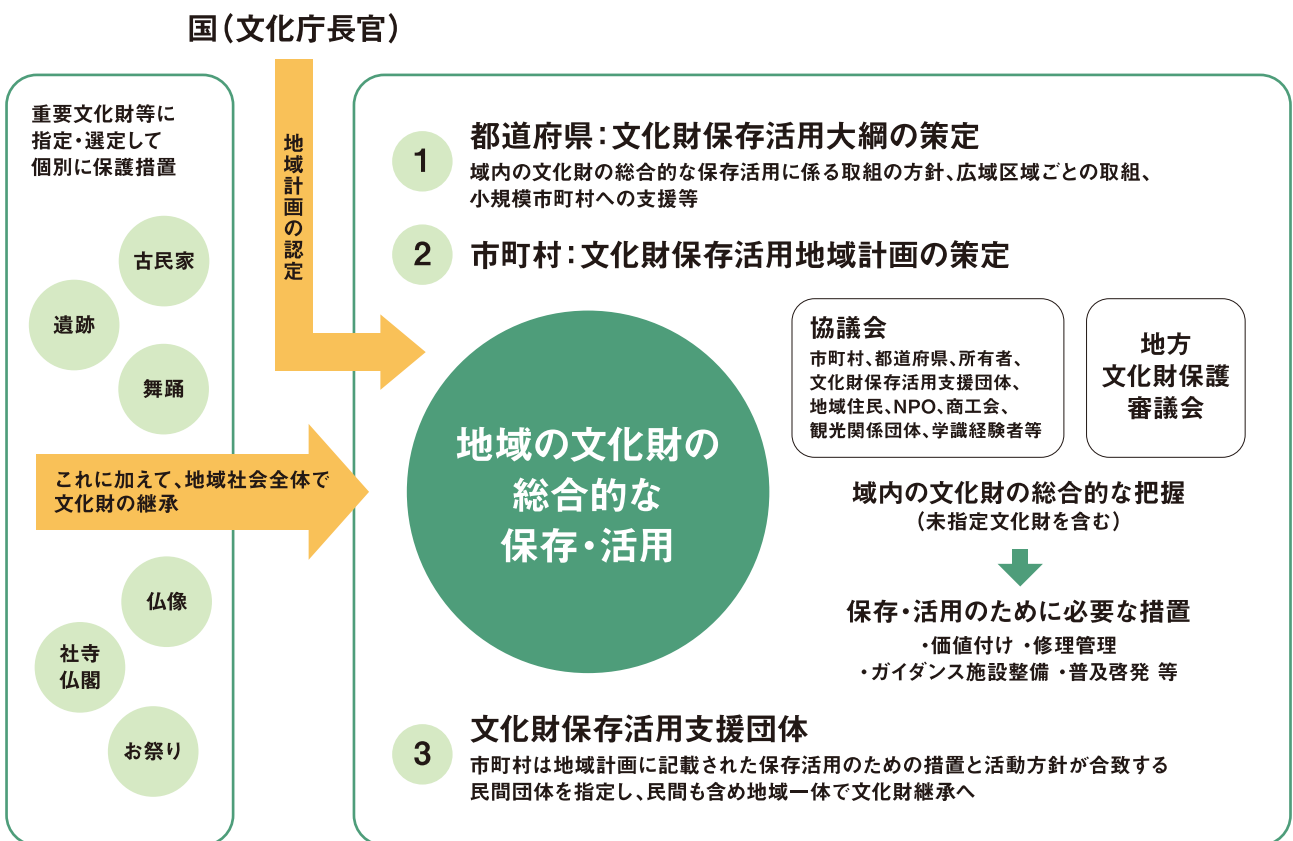 国(文化庁長官)
重要文化財等に
指定・選定して
個別に保護措置
古民家
遺跡
舞踊
これに加えて、地域社会全体で
文化財の継承
仏像
社寺
仏閣
お祭り
地域計画の認定
1
都道府県:文化財保存活用大綱の策定
域内の文化財の総合的な保存活用に係る取組の方針、広域区域ごとの取組、
小規模市町村への支援等
2
市町村:文化財保存活用地域計画の策定
地域の文化財の
総合的な
保存・活用
協議会
市町村、都道府県、所有者、
文化財保存活用支援団体、
地域住民、NPO、商工会、
観光関係団体、学識経験者等
地方
文化財保護
審議会
域内の文化財の総合的な把握
(未指定文化財を含む)
保存・活用のために必要な措置
・価値付け ・修理管理
・ガイダンス施設整備 ・普及啓発 等
3
文化財保存活用支援団体
市町村は地域計画に記載された保存活用のための措置と活動方針が合致する
民間団体を指定し、民間も含め地域一体で文化財継承へ